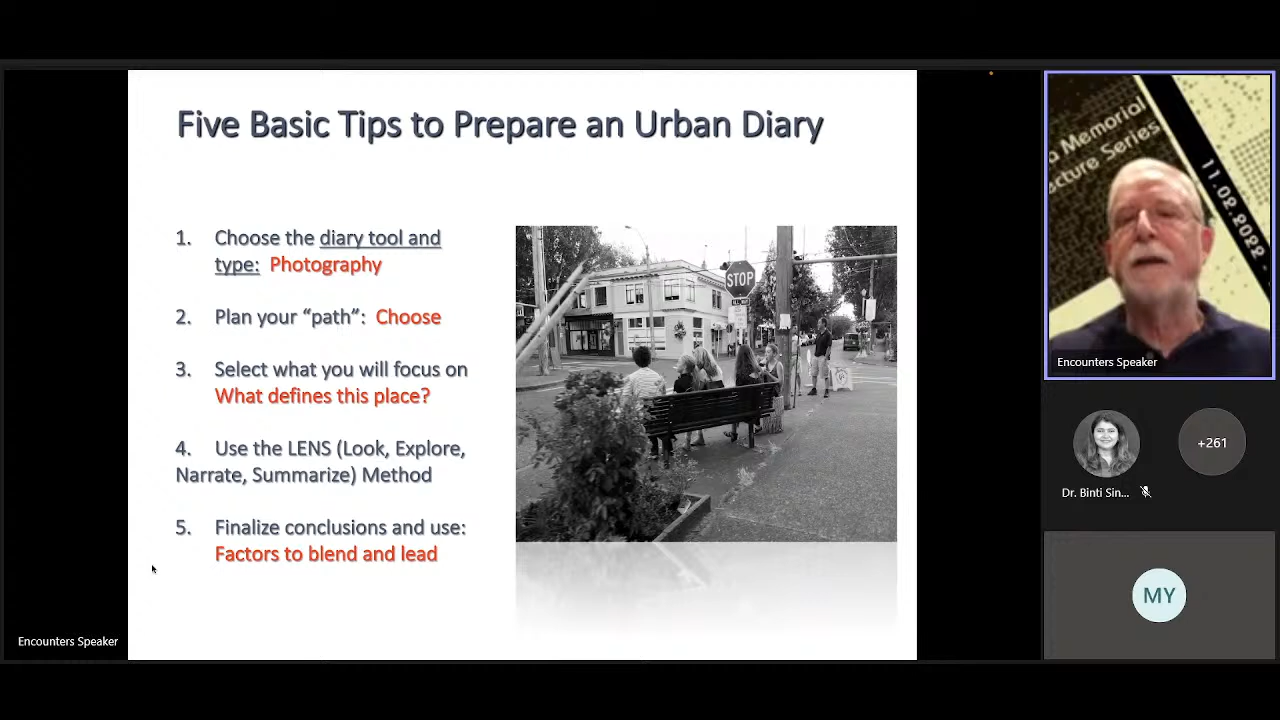 Five Basic Tips to Prepare an Urban Diary
1. Choose the diary tool and
type: Photography
2. Plan your “path”: Choose
3. Select what you will focus on
What defines this place?
4. Use the LENS (Look, Explore,
Narrate, Summarize) Method
5. Finalize conclusions and use:
Factors to blend and lead
STOP
Encounters Speaker
Memorial
Series
11.02.2022
Encounters Speaker
+261
Dr. Binti Sin...
MY